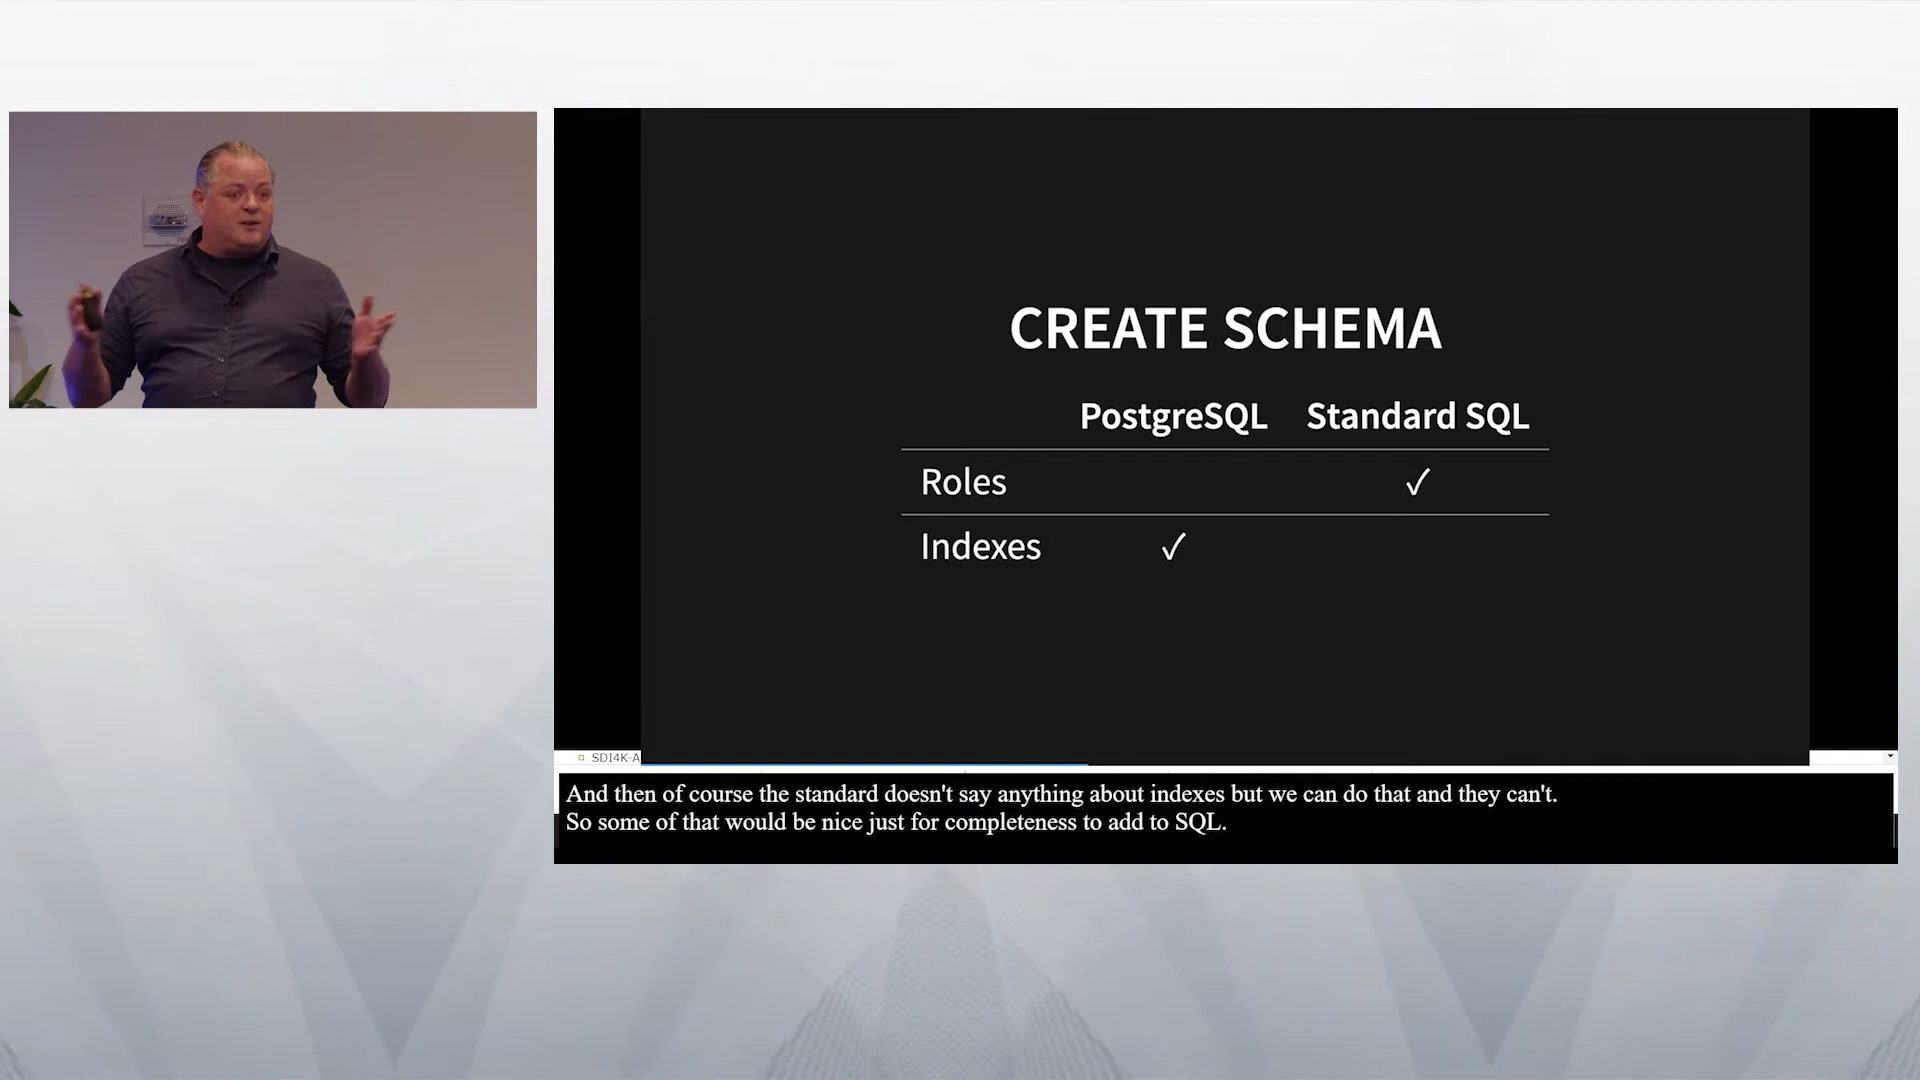 CREATE SCHEMA
PostgreSQL Standard SQL
Roles ✓
Indexes ✓
SDI4K-A
And then of course the standard doesn't say anything about indexes but we can do that and they can't.
So some of that would be nice just for completeness to add to SQL.